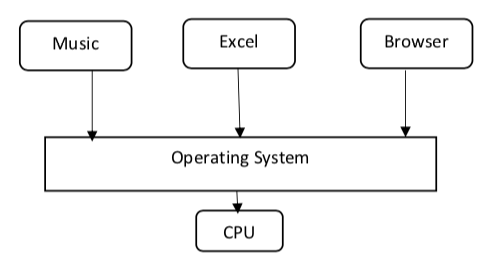 Music
Excel
Browser
Operating System
CPU